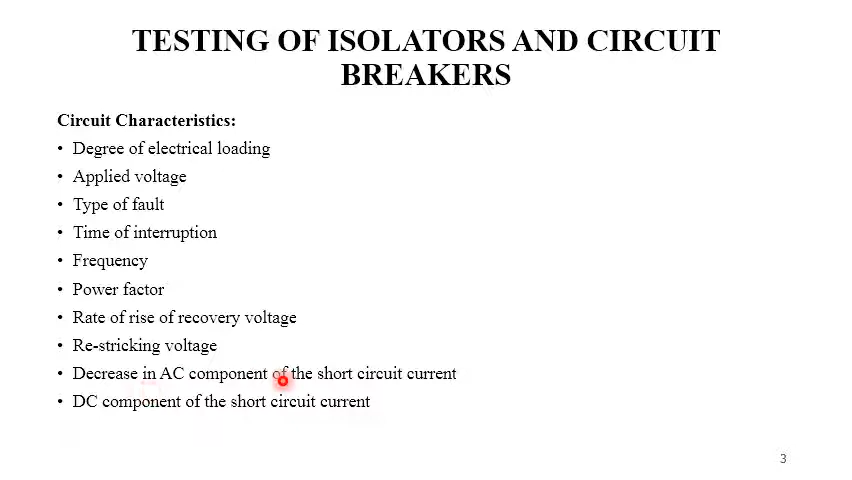 TESTING OF ISOLATORS AND CIRCUIT
BREAKERS
Circuit Characteristics:
• Degree of electrical loading
• Applied voltage
• Type of fault
• Time of interruption
• Frequency
• Power factor
• Rate of rise of recovery voltage
• Re-stricking voltage
• Decrease in AC component of the short circuit current
• DC component of the short circuit current
3